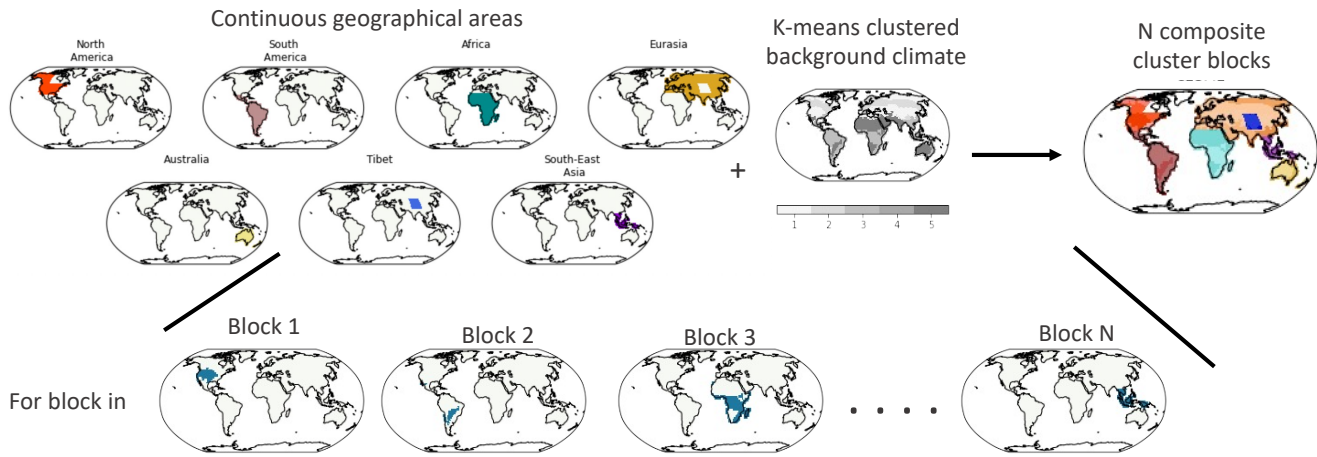 Continuous geographical areas
North
America
South
America
Africa
Eurasia
Australia
Tibet
South-East
Asia
+
K-means clustered
background climate
1 2 3 4 5
N composite
cluster blocks
For block in
Block 1
Block 2
Block 3
. . . .
Block N